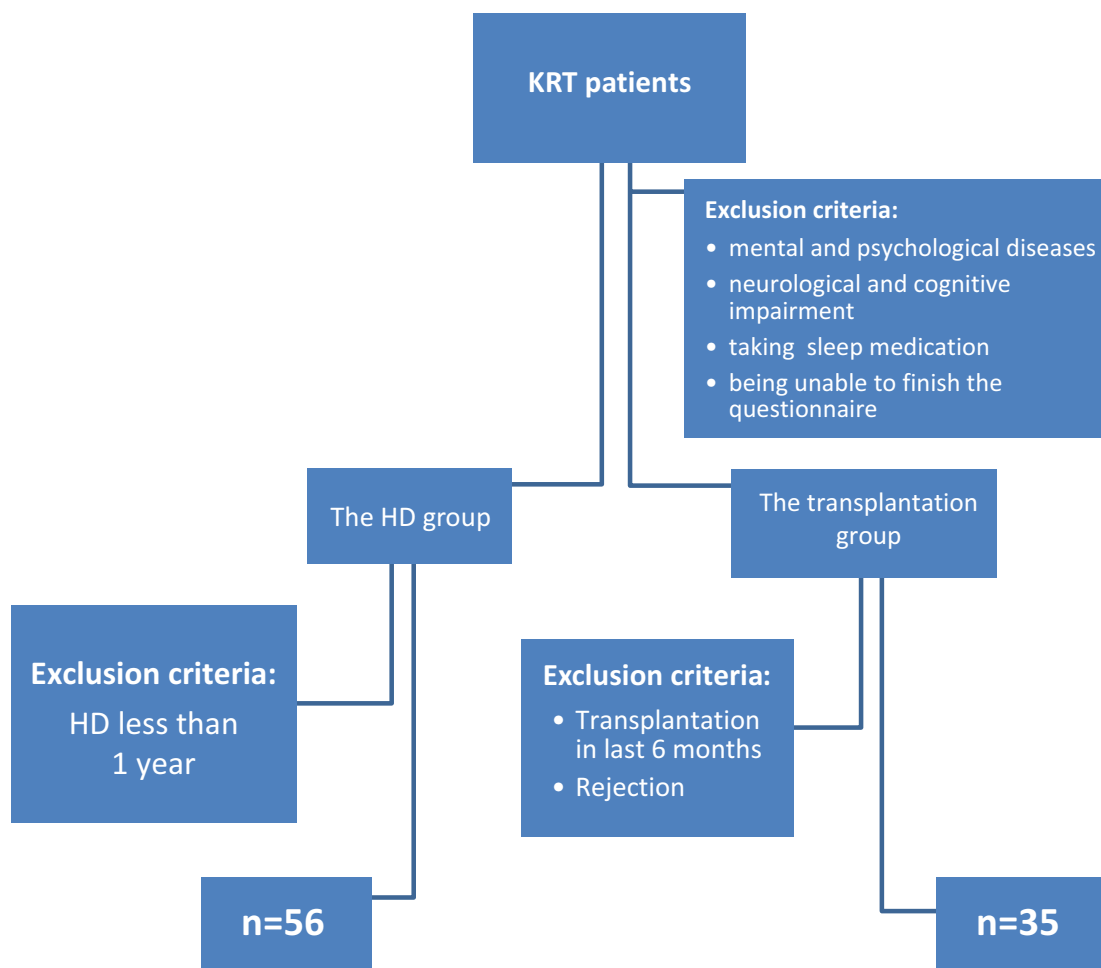 KRT patients
Exclusion criteria:
• mental and psychological diseases
• neurological and cognitive
impairment
• taking sleep medication
• being unable to finish the
questionnaire
The HD group
The transplantation
group
Exclusion criteria:
HD less than
1 year
Exclusion criteria:
• Transplantation
in last 6 months
• Rejection
n=56
n=35